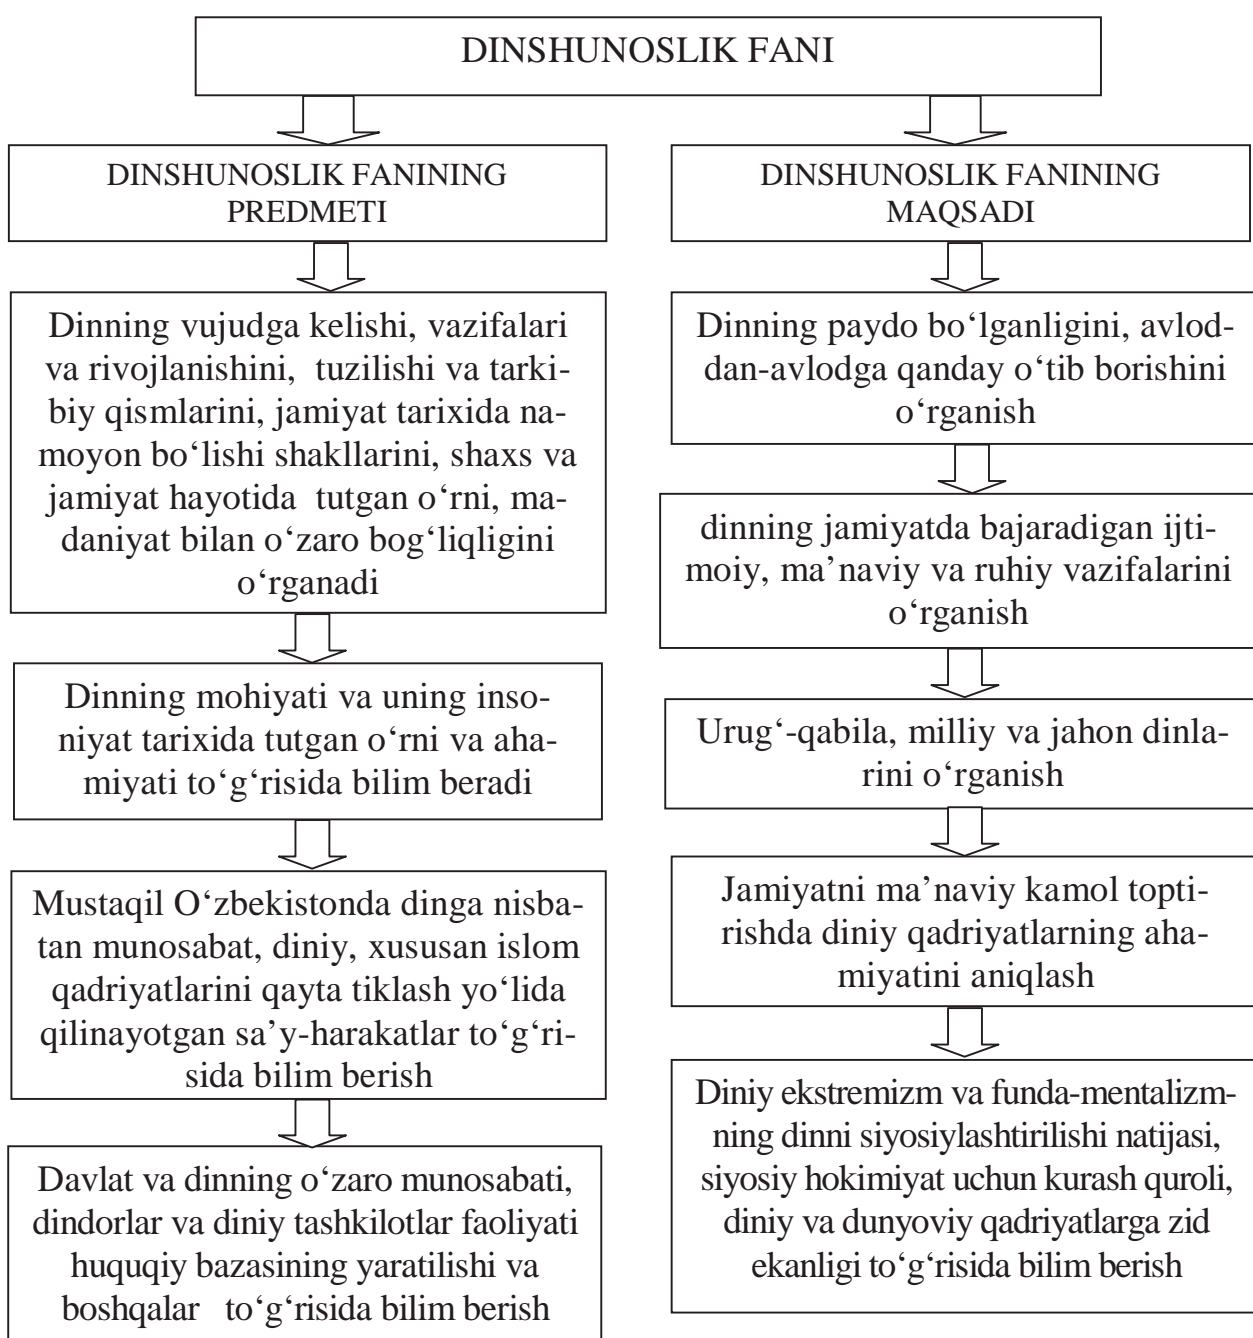 DINSHUNOSLIK FANI
DINSHUNOSLIK FANINING
PREDMETI
Dinning vujudga kelishi, vazifalari
va rivojlanishini, tuzilishi va tarki-
biy qismlarini, jamiyat tarixida na-
moyon bo‘lishi shakllarini, shaxs va
jamiyat hayotida tutgan o‘rni, ma-
daniyat bilan o‘zaro bog‘liqligini
o‘rganadi
Dinning mohiyati va uning inso-
niyat tarixida tutgan o‘rni va aha-
miyati to‘g‘risida bilim beradi
Mustaqil O‘zbekistonda dinga nisba-
tan munosabat, diniy, xususan islom
qadriyatlarini qayta tiklash yo‘lida
qilinayotgan sa’y-harakatlar to‘g‘ri-
sida bilim berish
Davlat va dinning o‘zaro munosabati,
dindorlar va diniy tashkilotlar faoliyati
huquqiy bazasining yaratilishi va
boshqalar to‘g‘risida bilim berish
DINSHUNOSLIK FANINING
MAQSADI
Dinning paydo bo‘lganligini, avlod-
dan-avlodga qanday o‘tib borishini
o‘rganish
dinning jamiyatda bajaradigan ijti-
moiy, ma’naviy va ruhiy vazifalarini
o‘rganish
Urug‘-qabila, milliy va jahon dinla-
rini o‘rganish
Jamiyatni ma’naviy kamol topti-
rishda diniy qadriyatlarning aha-
miyatini aniqlash
Diniy ekstremizm va funda-mentalizm-
ning dinni siyosiylashtirilishi natijasi,
siyosiy hokimiyat uchun kurash quroli,
diniy va dunyoviy qadriyatlarga zid
ekanligi to‘g‘risida bilim berish